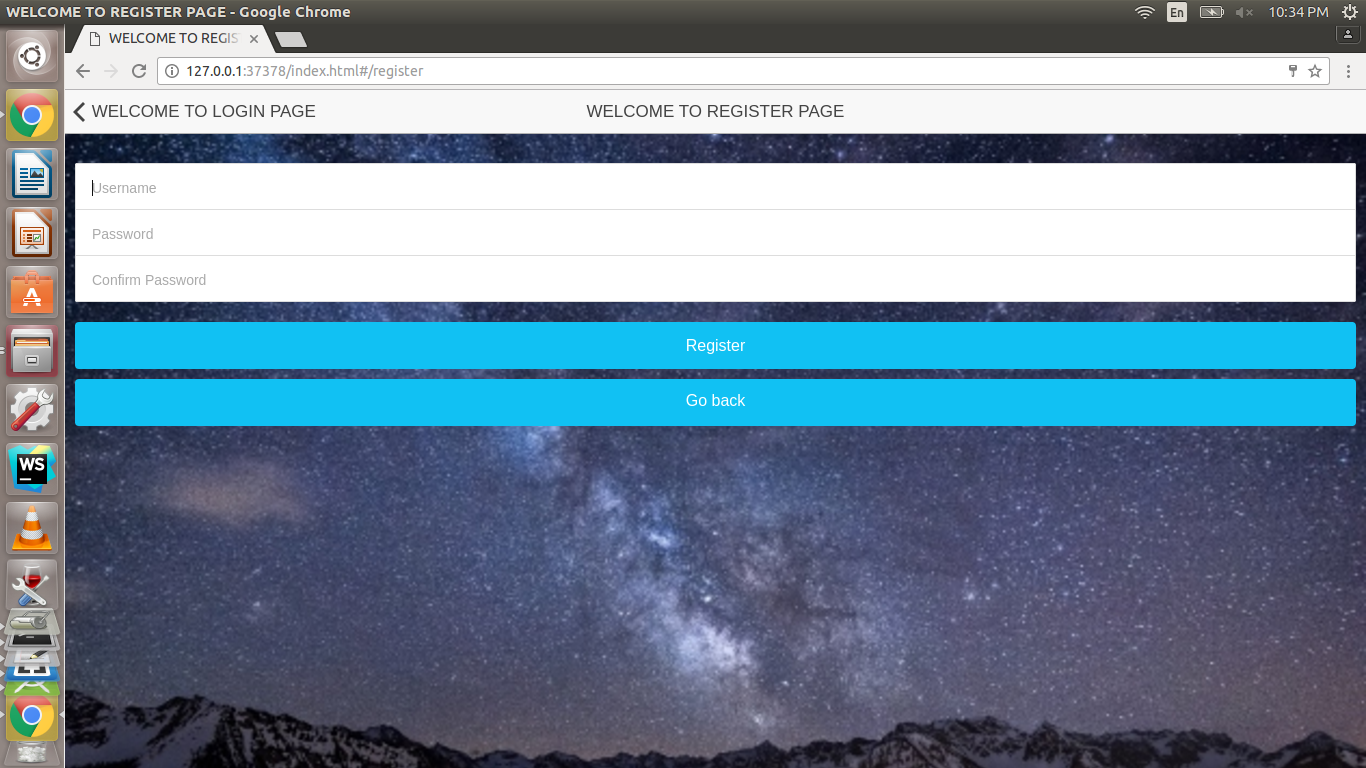 WELCOME TO REGISTER PAGE - Google Chrome
En
10:34 PM
WELCOME TO REGIS
127.0.0.1:37378/index.html#/register
WELCOME TO LOGIN PAGE
WELCOME TO REGISTER PAGE
Username
Password
Confirm Password
Register
Go back
WS